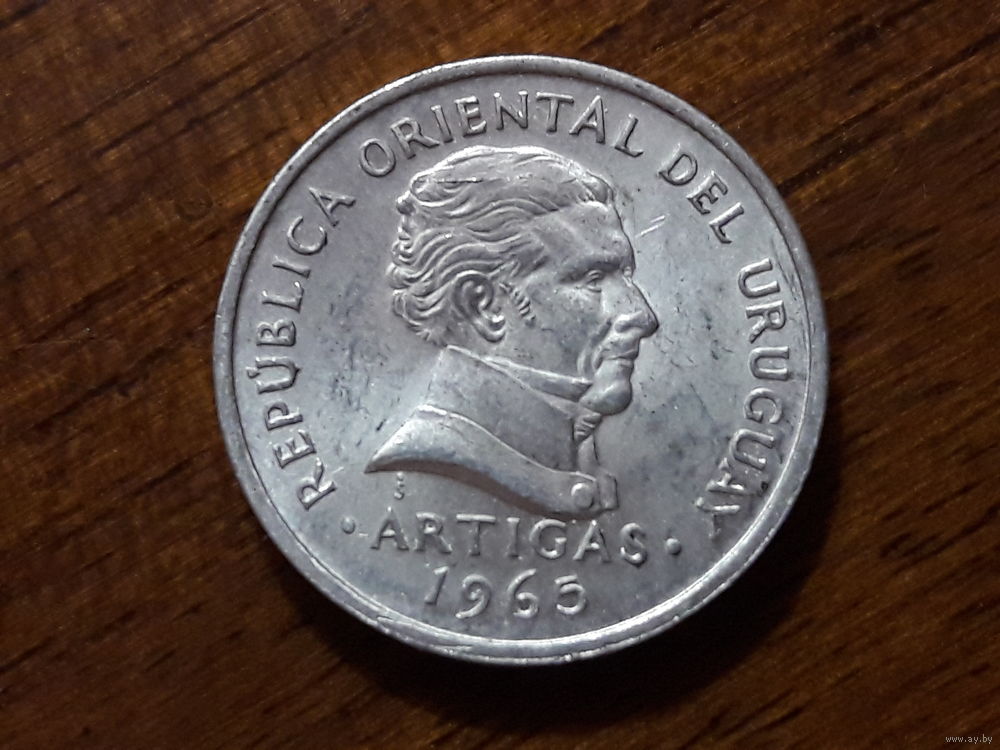 REPÚBLICA ORIENTAL DEL URUGUAY
· ARTIGAS ·
1965
www.ay.by